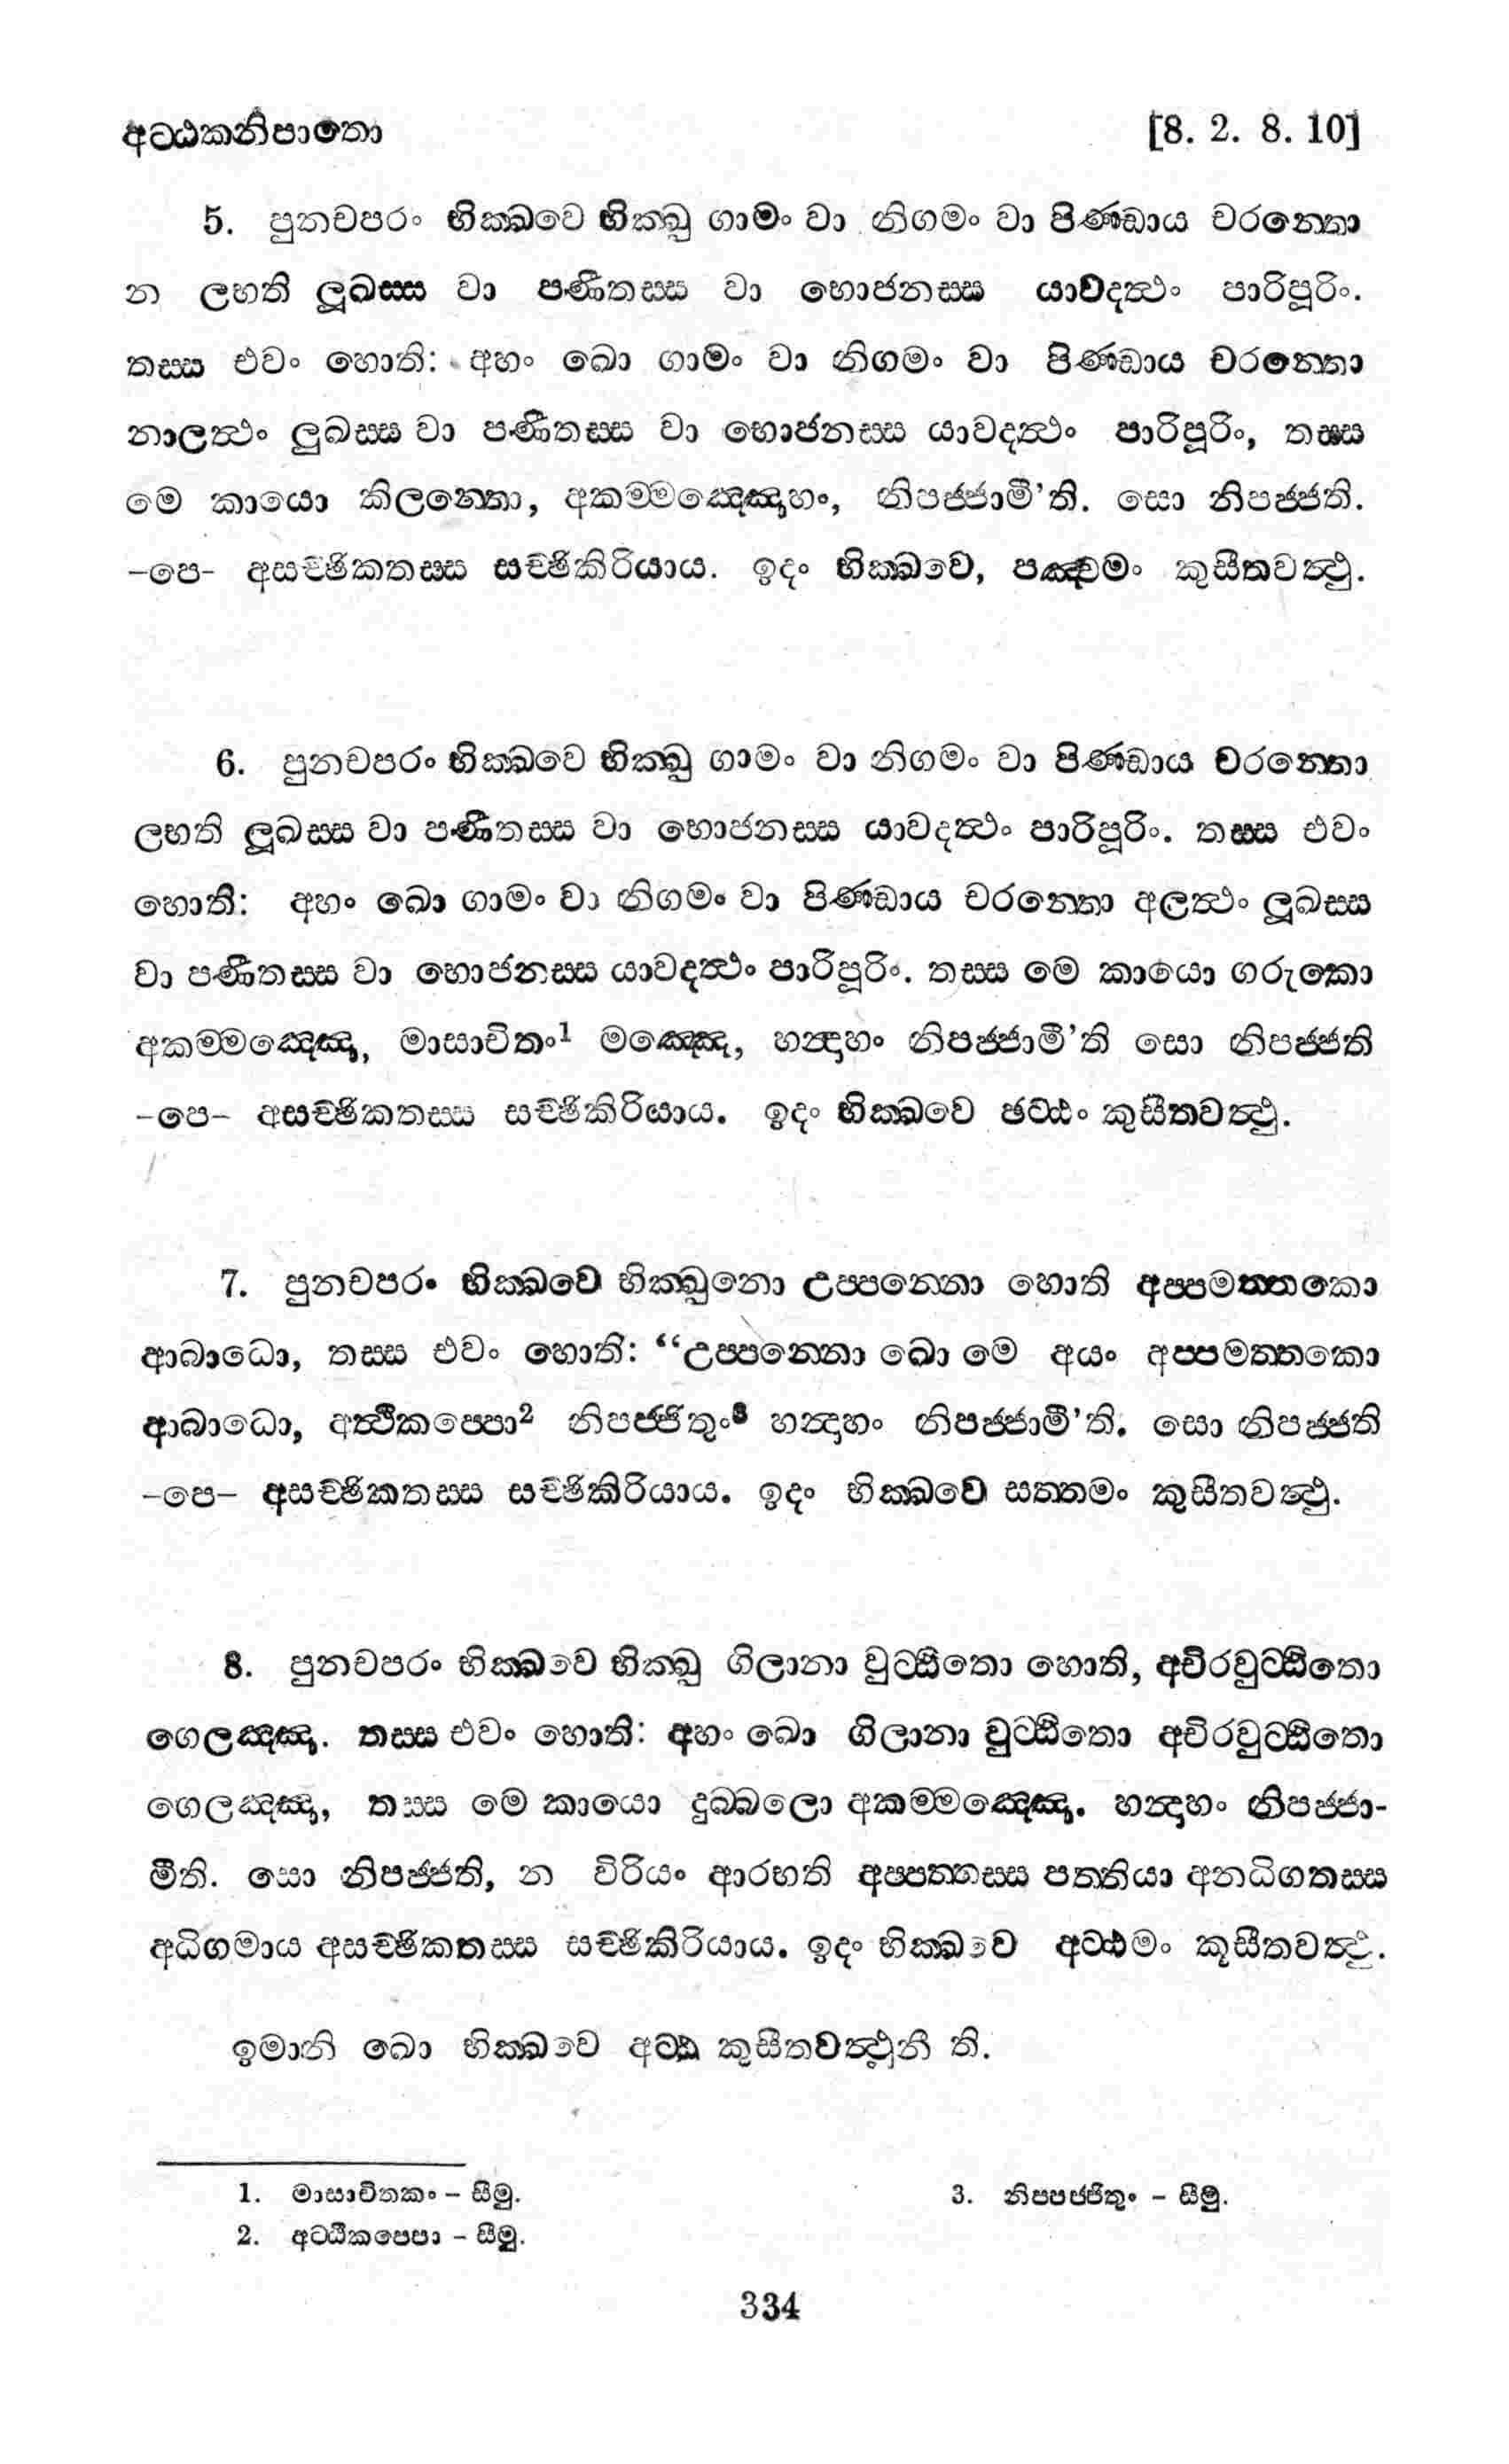 අට්ඨකනිපාතො [8. 2. 8. 10]
5. පුනචපරං භික්ඛවෙ භික්ඛු ගාමං වා නිගමං වා පිණ්ඩාය චරන්තො
න ලභති ලූඛස්ස වා පණීතස්ස වා භොජනස්ස යාවදත්ථං පාරිපූරිං.
තස්ස එවං හොති: අහං ඛො ගාමං වා නිගමං වා පිණ්ඩාය චරන්තො
නාලත්ථං ලුඛස්ස වා පණීතස්ස වා භොජනස්ස යාවදත්ථං පාරිපූරිං, තස්ස
මෙ කායො කිලන්තො, අකම්මඤ්ඤොහං, නිපජ්ජාමී’ති. සො නිපජ්ජති.
–පෙ– අසච්ඡිකතස්ස සච්ඡිකිරියාය. ඉදං භික්ඛවෙ, පඤ්චමං කුසීතවත්ථු.
6. පුනචපරං භික්ඛවෙ භික්ඛු ගාමං වා නිගමං වා පිණ්ඩාය චරන්තො
ලභති ලූඛස්ස වා පණීතස්ස වා භොජනස්ස යාවදත්ථං පාරිපූරිං. තස්ස එවං
හොති: අහං ඛො ගාමං වා නිගමං වා පිණ්ඩාය චරන්තො අලත්ථං ලූඛස්ස
වා පණීතස්ස වා භොජනස්ස යාවදත්ථං පාරිපූරිං. තස්ස මෙ කායො ගරුකො
අකම්මඤ්ඤො, මාසාචිතං1 මඤ්ඤෙ, හන්දාහං නිපජ්ජාමී’ති සො නිපජ්ජති
–පෙ– අසච්ඡිකතස්ස සච්ඡිකිරියාය. ඉදං භික්ඛවෙ ඡට්ඨං කුසීතවත්ථු.
7. පුනචපරං භික්ඛවෙ භික්ඛුනො උප්පන්නො හොති අප්පමත්තකො
ආබාධො, තස්ස එවං හොති: “උප්පන්නො ඛො මෙ අයං අප්පමත්තකො
ආබාධො, අත්ථිකප්පො2 නිපජ්ජිතුං3 හන්දාහං නිපජ්ජාමී’ති. සො නිපජ්ජති
–පෙ– අසච්ඡිකතස්ස සච්ඡිකිරියාය. ඉදං භික්ඛවෙ සත්තමං කුසීතවත්ථු.
8. පුනචපරං භික්ඛවෙ භික්ඛු ගිලානා වුට්ඨිතො හොති, අචිරවුට්ඨිතො
ගෙලඤ්ඤා. තස්ස එවං හොති: අහං ඛො ගිලානා වුට්ඨිතො අචිරවුට්ඨිතො
ගෙලඤ්ඤා, තස්ස මෙ කායො දුබ්බලො අකම්මඤ්ඤො. හන්දාහං නිපජ්ජා-
මීති. සො නිපජ්ජති, න විරියං ආරභති අප්පත්තස්ස පත්තියා අනධිගතස්ස
අධිගමාය අසච්ඡිකතස්ස සච්ඡිකිරියාය. ඉදං භික්ඛවෙ අට්ඨමං කූසීතවත්ථු.
ඉමානි ඛො භික්ඛවෙ අට්ඨ කුසීතවත්ථූනී ති.
1. මාසාචිතකං – සීමු.
2. අට්ඨිකපෙපා – සීමු.
3. නිපපජ්ජිතුං – සීමු.
334